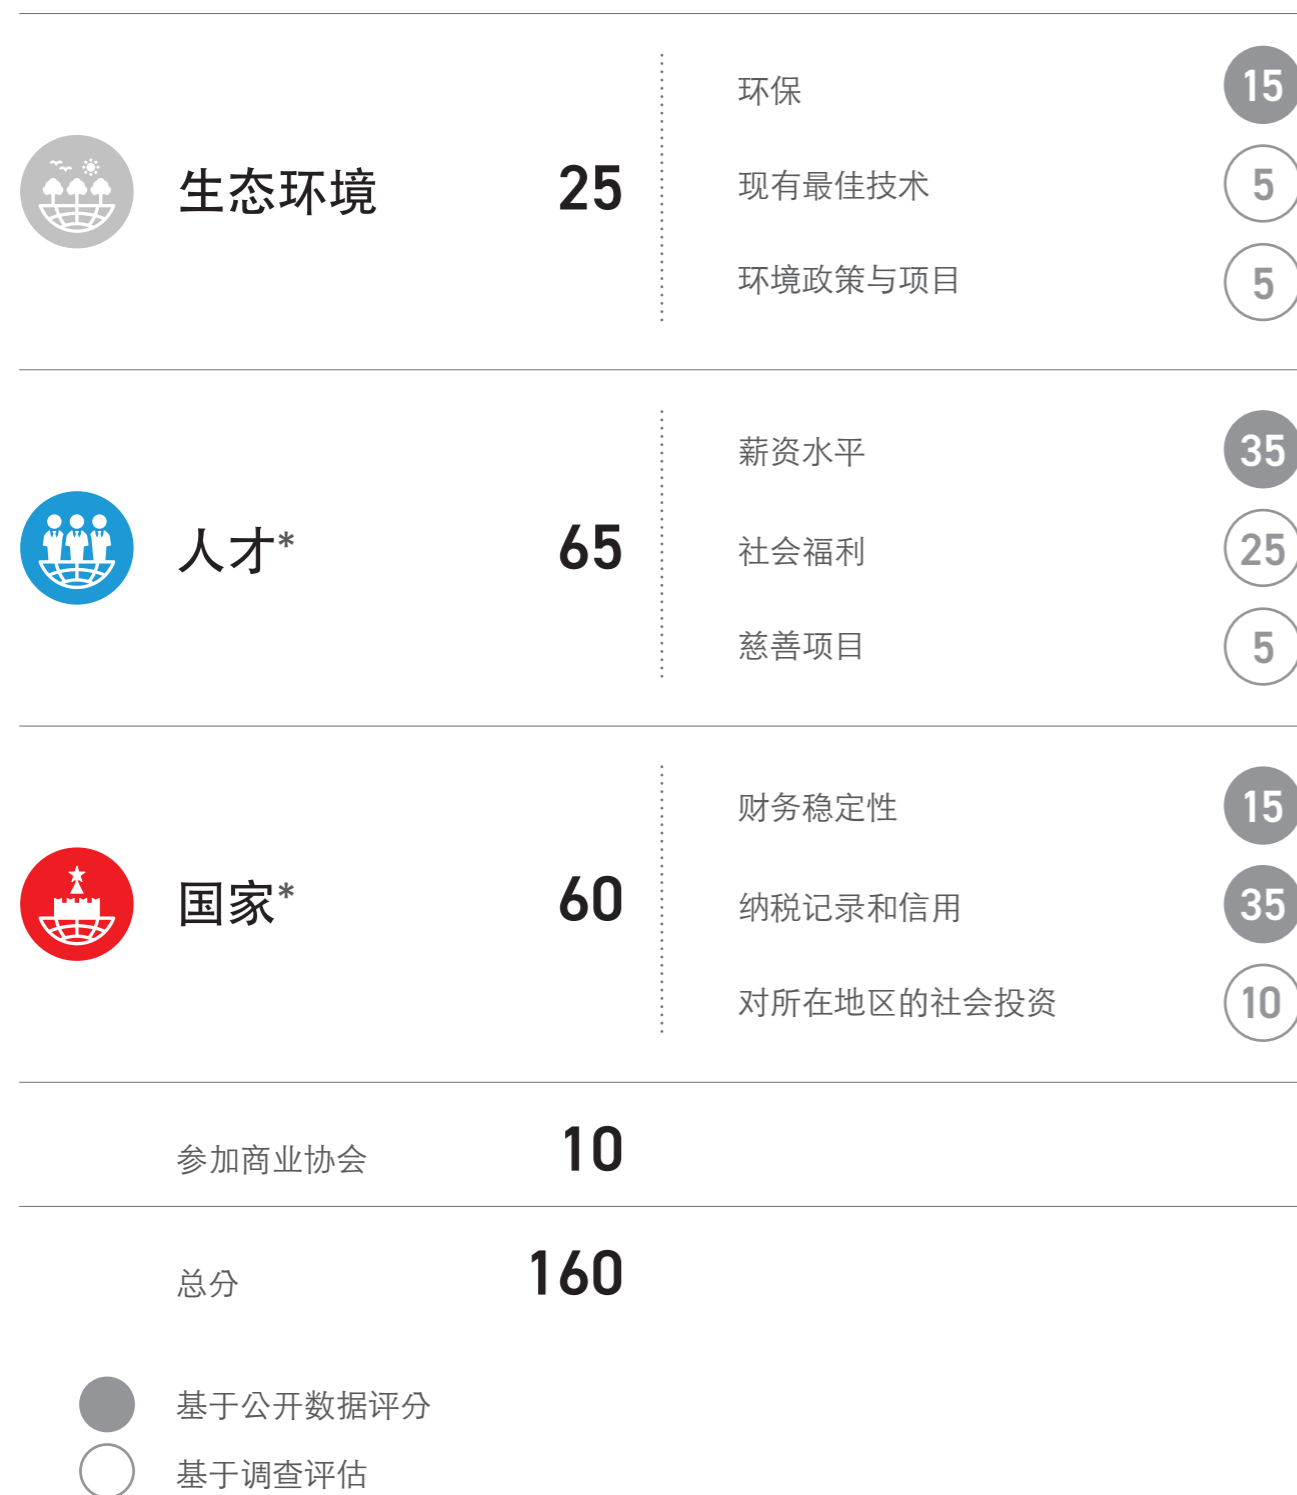 环保 15
生态环境 25
现有最佳技术 5
环境政策与项目 5
薪资水平 35
人才* 65
社会福利 25
慈善项目 5
财务稳定性 15
国家* 60
纳税记录和信用 35
对所在地区的社会投资 10
参加商业协会 10
总分 160
基于公开数据评分
基于调查评估